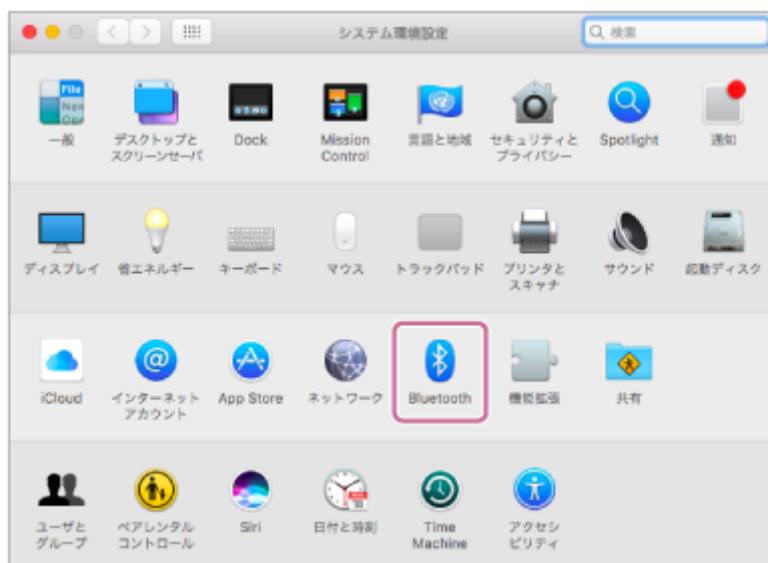 システム環境設定
検索
File
New
Ope
一般
デスクトップと
スクリーンセーバ
Dock
Mission
Control
言語と地域
セキュリティと
プライバシー
Spotlight
通知
ディスプレイ
省エネルギー
キーボード
マウス
トラックパッド
プリンタと
スキャナ
サウンド
起動ディスク
iCloud
インターネット
アカウント
App Store
ネットワーク
Bluetooth
機能拡張
共有
ユーザと
グループ
ペアレンタル
コントロール
Siri
日付と時刻
Time
Machine
アクセシ
ビリティ